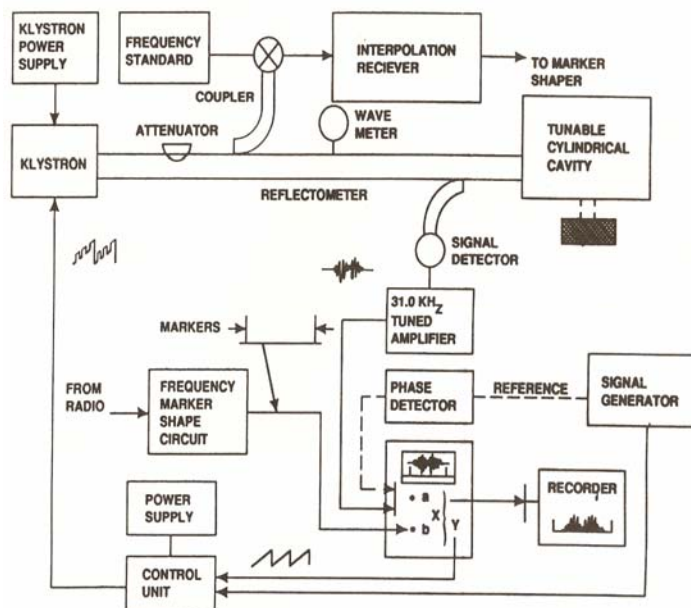 KLYSTRON
POWER
SUPPLY
FREQUENCY
STANDARD
INTERPOLATION
RECIEVER
TO MARKER
SHAPER
COUPLER
ATTENUATOR
WAVE
METER
TUNABLE
CYLINDRICAL
CAVITY
KLYSTRON
REFLECTOMETER
SIGNAL
DETECTOR
31.0 KHZ
TUNED
AMPLIFIER
MARKERS
FROM
RADIO
FREQUENCY
MARKER
SHAPE
CIRCUIT
PHASE
DETECTOR
REFERENCE
SIGNAL
GENERATOR
a
X
Y
b
RECORDER
POWER
SUPPLY
CONTROL
UNIT